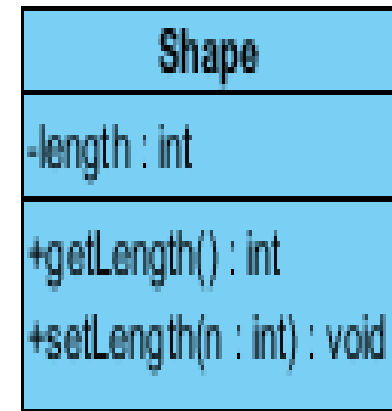 Shape
-length : int
+getLength() : int
+setLength(n : int) : void